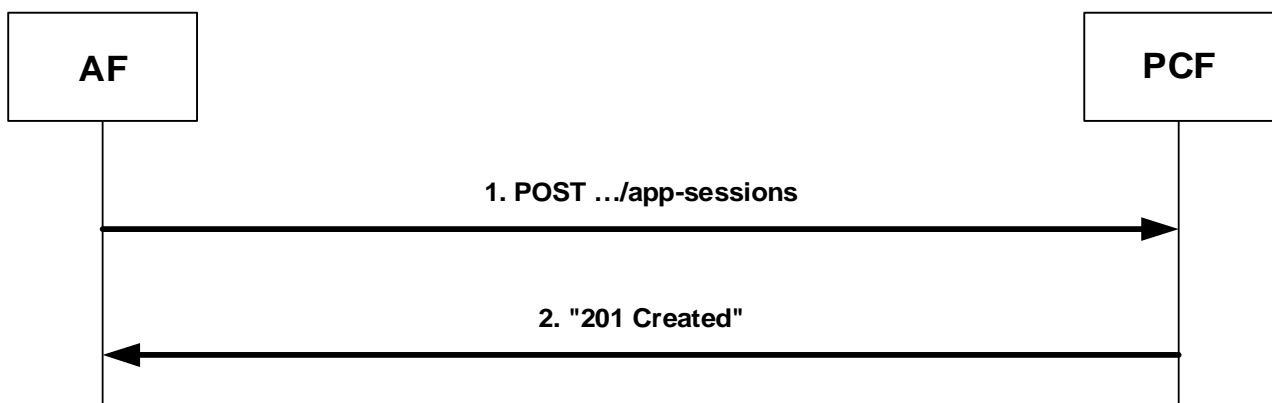 AF
PCF
1. POST …/app-sessions
2. "201 Created"